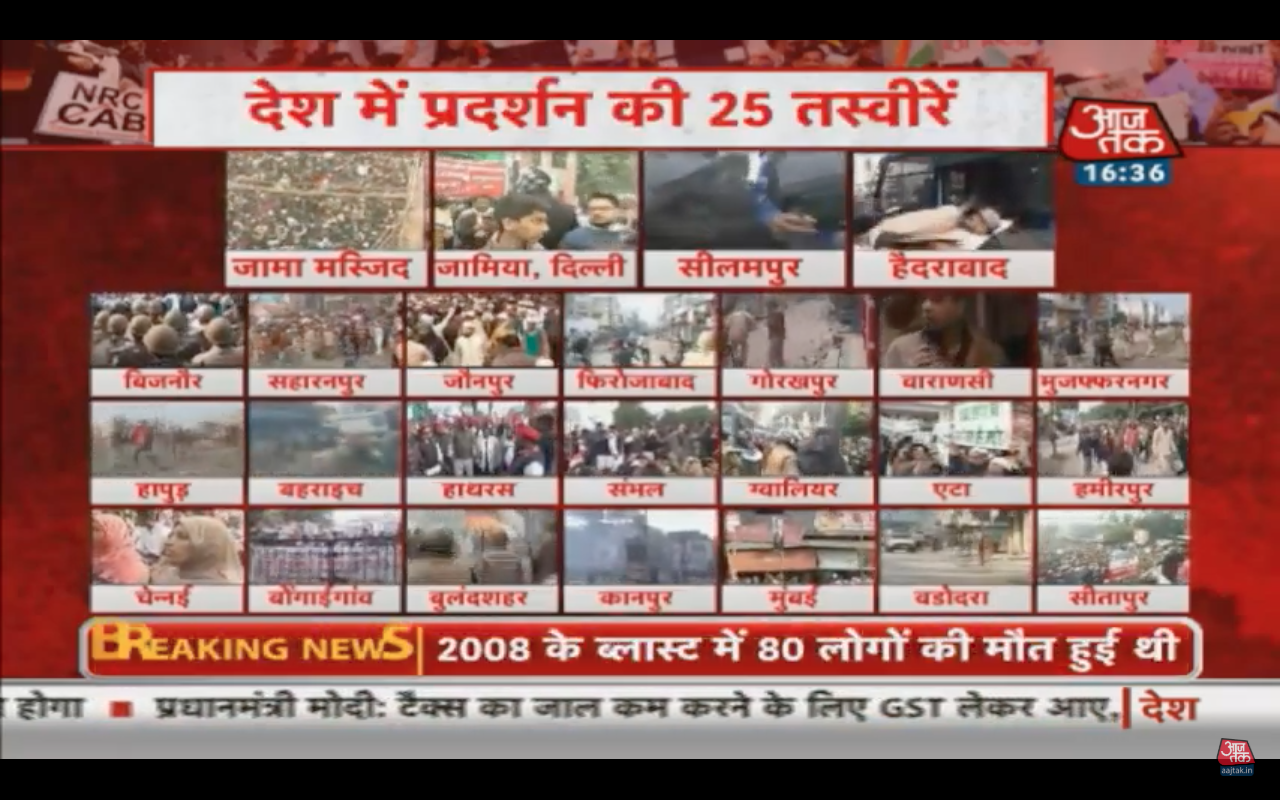 NRC
CAB
देश में प्रदर्शन की 25 तस्वीरें
आज तक
16:36
जामा मस्जिद जामिया, दिल्ली सीलमपुर हैदराबाद
बिजनौर सहारनपुर जौनपुर फिरोजाबाद गोरखपुर वाराणसी मुजफ्फरनगर
हापुड़ बहराइच हाथरस संभल ग्वालियर एटा हमीरपुर
चेन्नई बोंगाईगांव बुलंदशहर कानपुर मुंबई वडोदरा सीतापुर
BREAKING NEWS 2008 के ब्लास्ट में 80 लोगों की मौत हुई थी
होगा ■ प्रधानमंत्री मोदी: टैक्स का जाल कम करने के लिए GST लेकर आए, देश
आज तक
aajtak.in